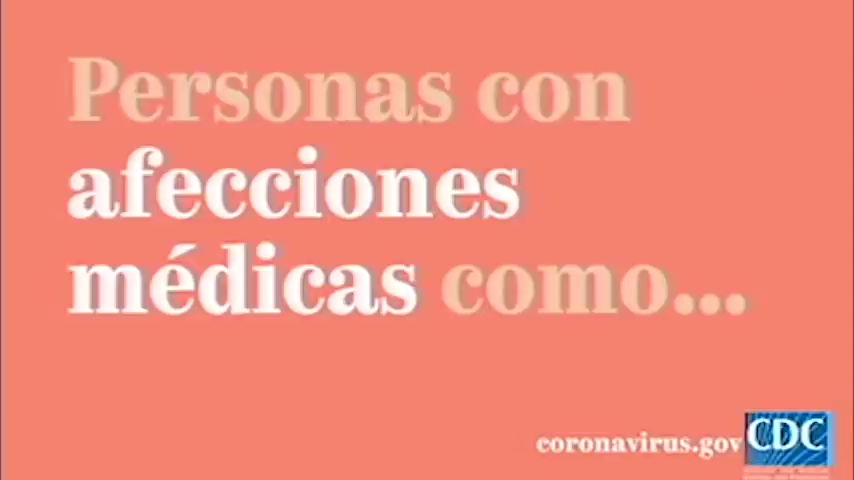 Personas con
afecciones
médicas como...
coronavirus.gov
CDC